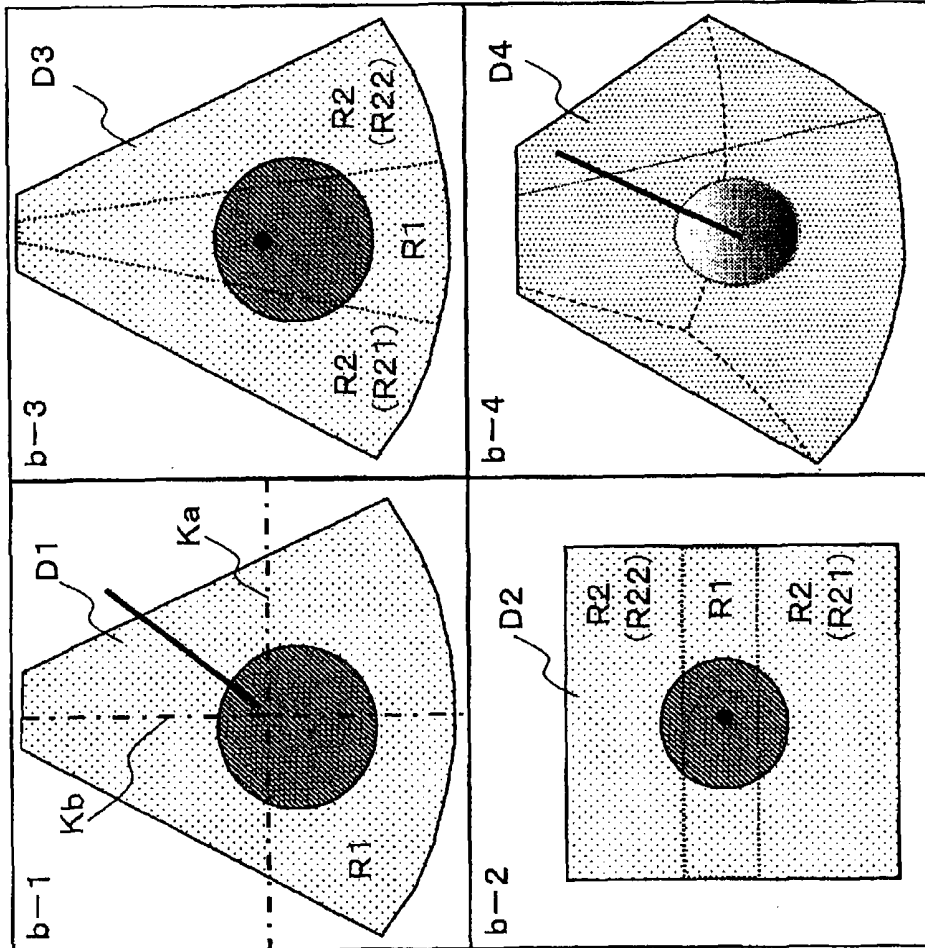 b-1
D1
Ka
Kb
R1
b-3
D3
R2
(R21)
R1
R2
(R22)
b-2
D2
R2
(R22)
R1
R2
(R21)
b-4
D4